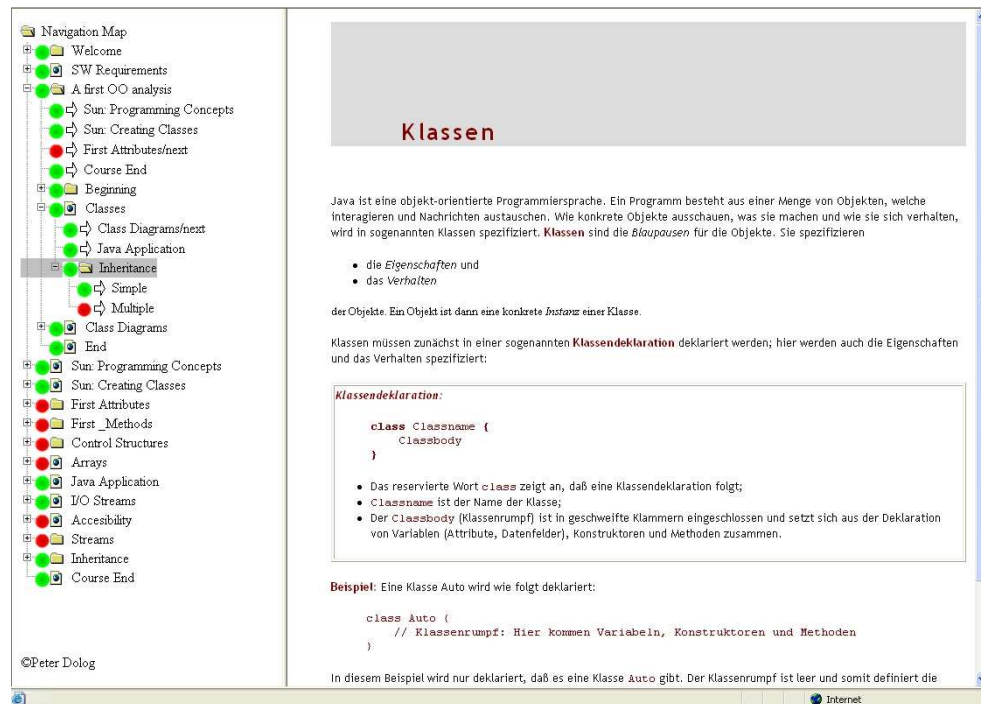 Navigation Map
Welcome
SW Requirements
A first OO analysis
Sun: Programming Concepts
Sun: Creating Classes
First Attributes/next
Course End
Beginning
Classes
Class Diagrams/next
Java Application
Inheritance
Simple
Multiple
Class Diagrams
End
Sun: Programming Concepts
Sun: Creating Classes
First Attributes
First _Methods
Control Structures
Arrays
Java Application
I/O Streams
Accesibility
Streams
Inheritance
Course End
©Peter Dolog
Klassen
Java ist eine objekt-orientierte Programmiersprache. Ein Programm besteht aus einer Menge von Objekten, welche
interagieren und Nachrichten austauschen. Wie konkrete Objekte ausschauen, was sie machen und wie sie sich verhalten,
wird in sogenannten Klassen spezifiziert. Klassen sind die Blaupausen für die Objekte. Sie spezifizieren
• die Eigenschaften und
• das Verhalten
der Objekte. Ein Objekt ist dann eine konkrete Instanz einer Klasse.
Klassen müssen zunächst in einer sogenannten Klassendeklaration deklariert werden; hier werden auch die Eigenschaften
und das Verhalten spezifiziert:
Klassendeklaration:
class Classname {
Classbody
}
• Das reservierte Wort class zeigt an, daß eine Klassendeklaration folgt;
• Classname ist der Name der Klasse;
• Der Classbody (Klassenrumpf) ist in geschweifte Klammern eingeschlossen und setzt sich aus der Deklaration
von Variablen (Attribute, Datenfelder), Konstruktoren und Methoden zusammen.
Beispiel: Eine Klasse Auto wird wie folgt deklariert:
class Auto {
// Klassenrumpf: Hier kommen Variabeln, Konstruktoren und Methoden
}
In diesem Beispiel wird nur deklariert, daß es eine Klasse Auto gibt. Der Klassenrumpf ist leer und somit definiert die
Internet